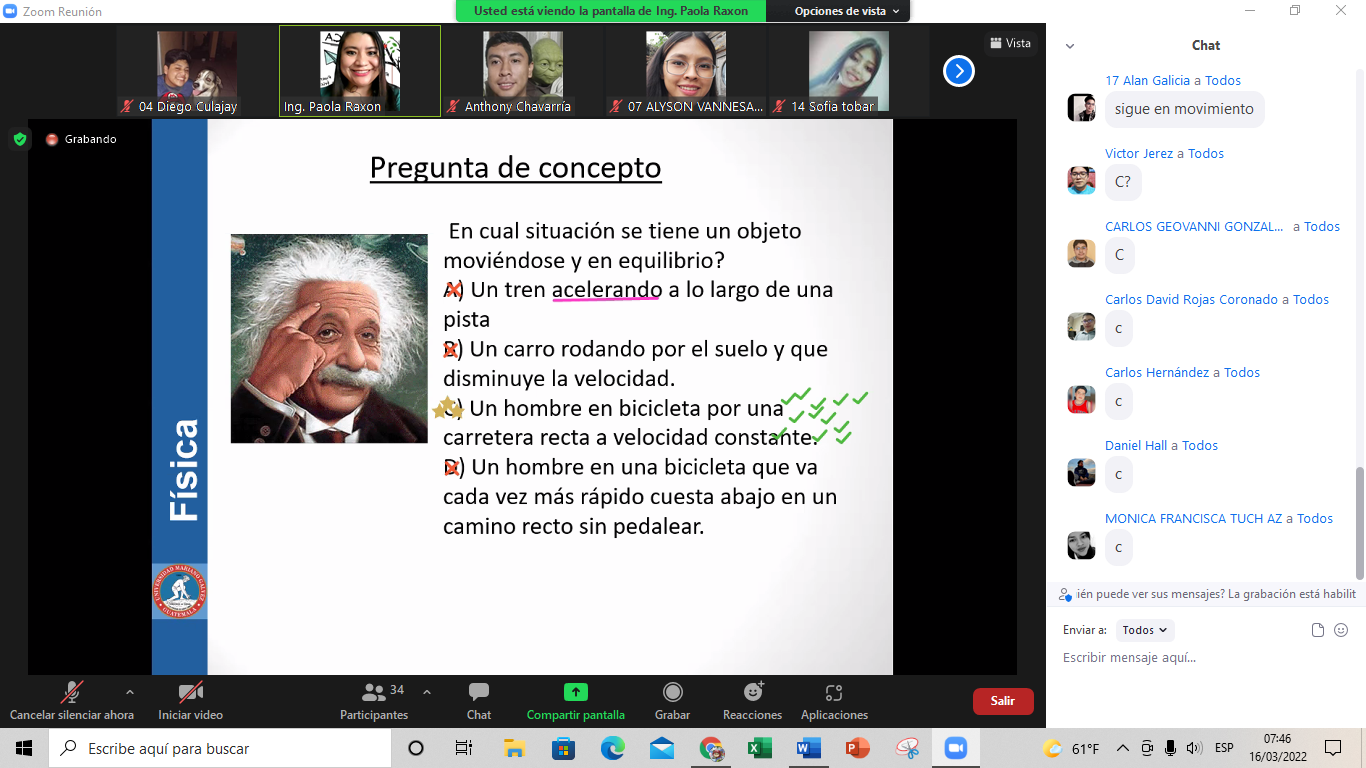 Zoom Reunión
Usted está viendo la pantalla de Ing. Paola Raxon
Opciones de vista
04 Diego Culajay
Ing. Paola Raxon
Anthony Chavarría
07 ALYSON VANNESA...
14 Sofia tobar
Vista
Grabando
Pregunta de concepto
En cual situación se tiene un objeto
moviéndose y en equilibrio?
A) Un tren acelerando a lo largo de una
pista
B) Un carro rodando por el suelo y que
disminuye la velocidad.
C) Un hombre en bicicleta por una
carretera recta a velocidad constante.
D) Un hombre en una bicicleta que va
cada vez más rápido cuesta abajo en un
camino recto sin pedalear.
Física
UNIVERSIDAD MARIANO GALVEZ
GUATEMALA
Chat
17 Alan Galicia a Todos
sigue en movimiento
Victor Jerez a Todos
C?
CARLOS GEOVANNI GONZAL... a Todos
C
Carlos David Rojas Coronado a Todos
c
Carlos Hernández a Todos
c
Daniel Hall a Todos
c
MONICA FRANCISCA TUCH AZ a Todos
c
ién puede ver sus mensajes? La grabación está habilit
Enviar a: Todos
Escribir mensaje aquí...
Cancelar silenciar ahora
Iniciar video
34
Participantes
Chat
Compartir pantalla
Grabar
Reacciones
Aplicaciones
Salir
Escribe aquí para buscar
61°F
ESP
07:46
16/03/2022